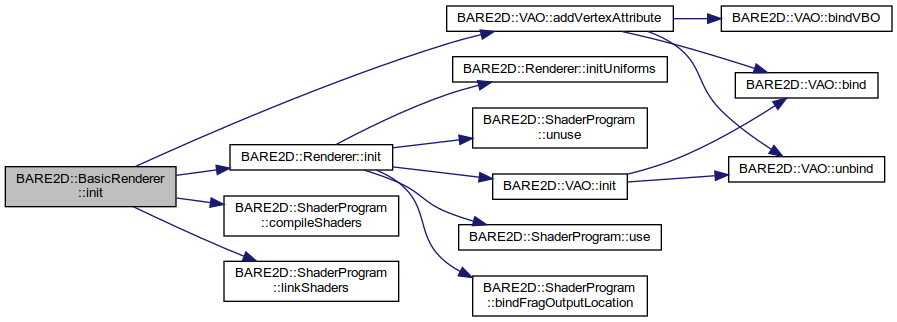 BARE2D::BasicRenderer
::init
BARE2D::VAO::addVertexAttribute
BARE2D::Renderer::init
BARE2D::ShaderProgram
::compileShaders
BARE2D::ShaderProgram
::linkShaders
BARE2D::Renderer::initUniforms
BARE2D::ShaderProgram
::unuse
BARE2D::VAO::init
BARE2D::ShaderProgram::use
BARE2D::ShaderProgram
::bindFragOutputLocation
BARE2D::VAO::bindVBO
BARE2D::VAO::bind
BARE2D::VAO::unbind